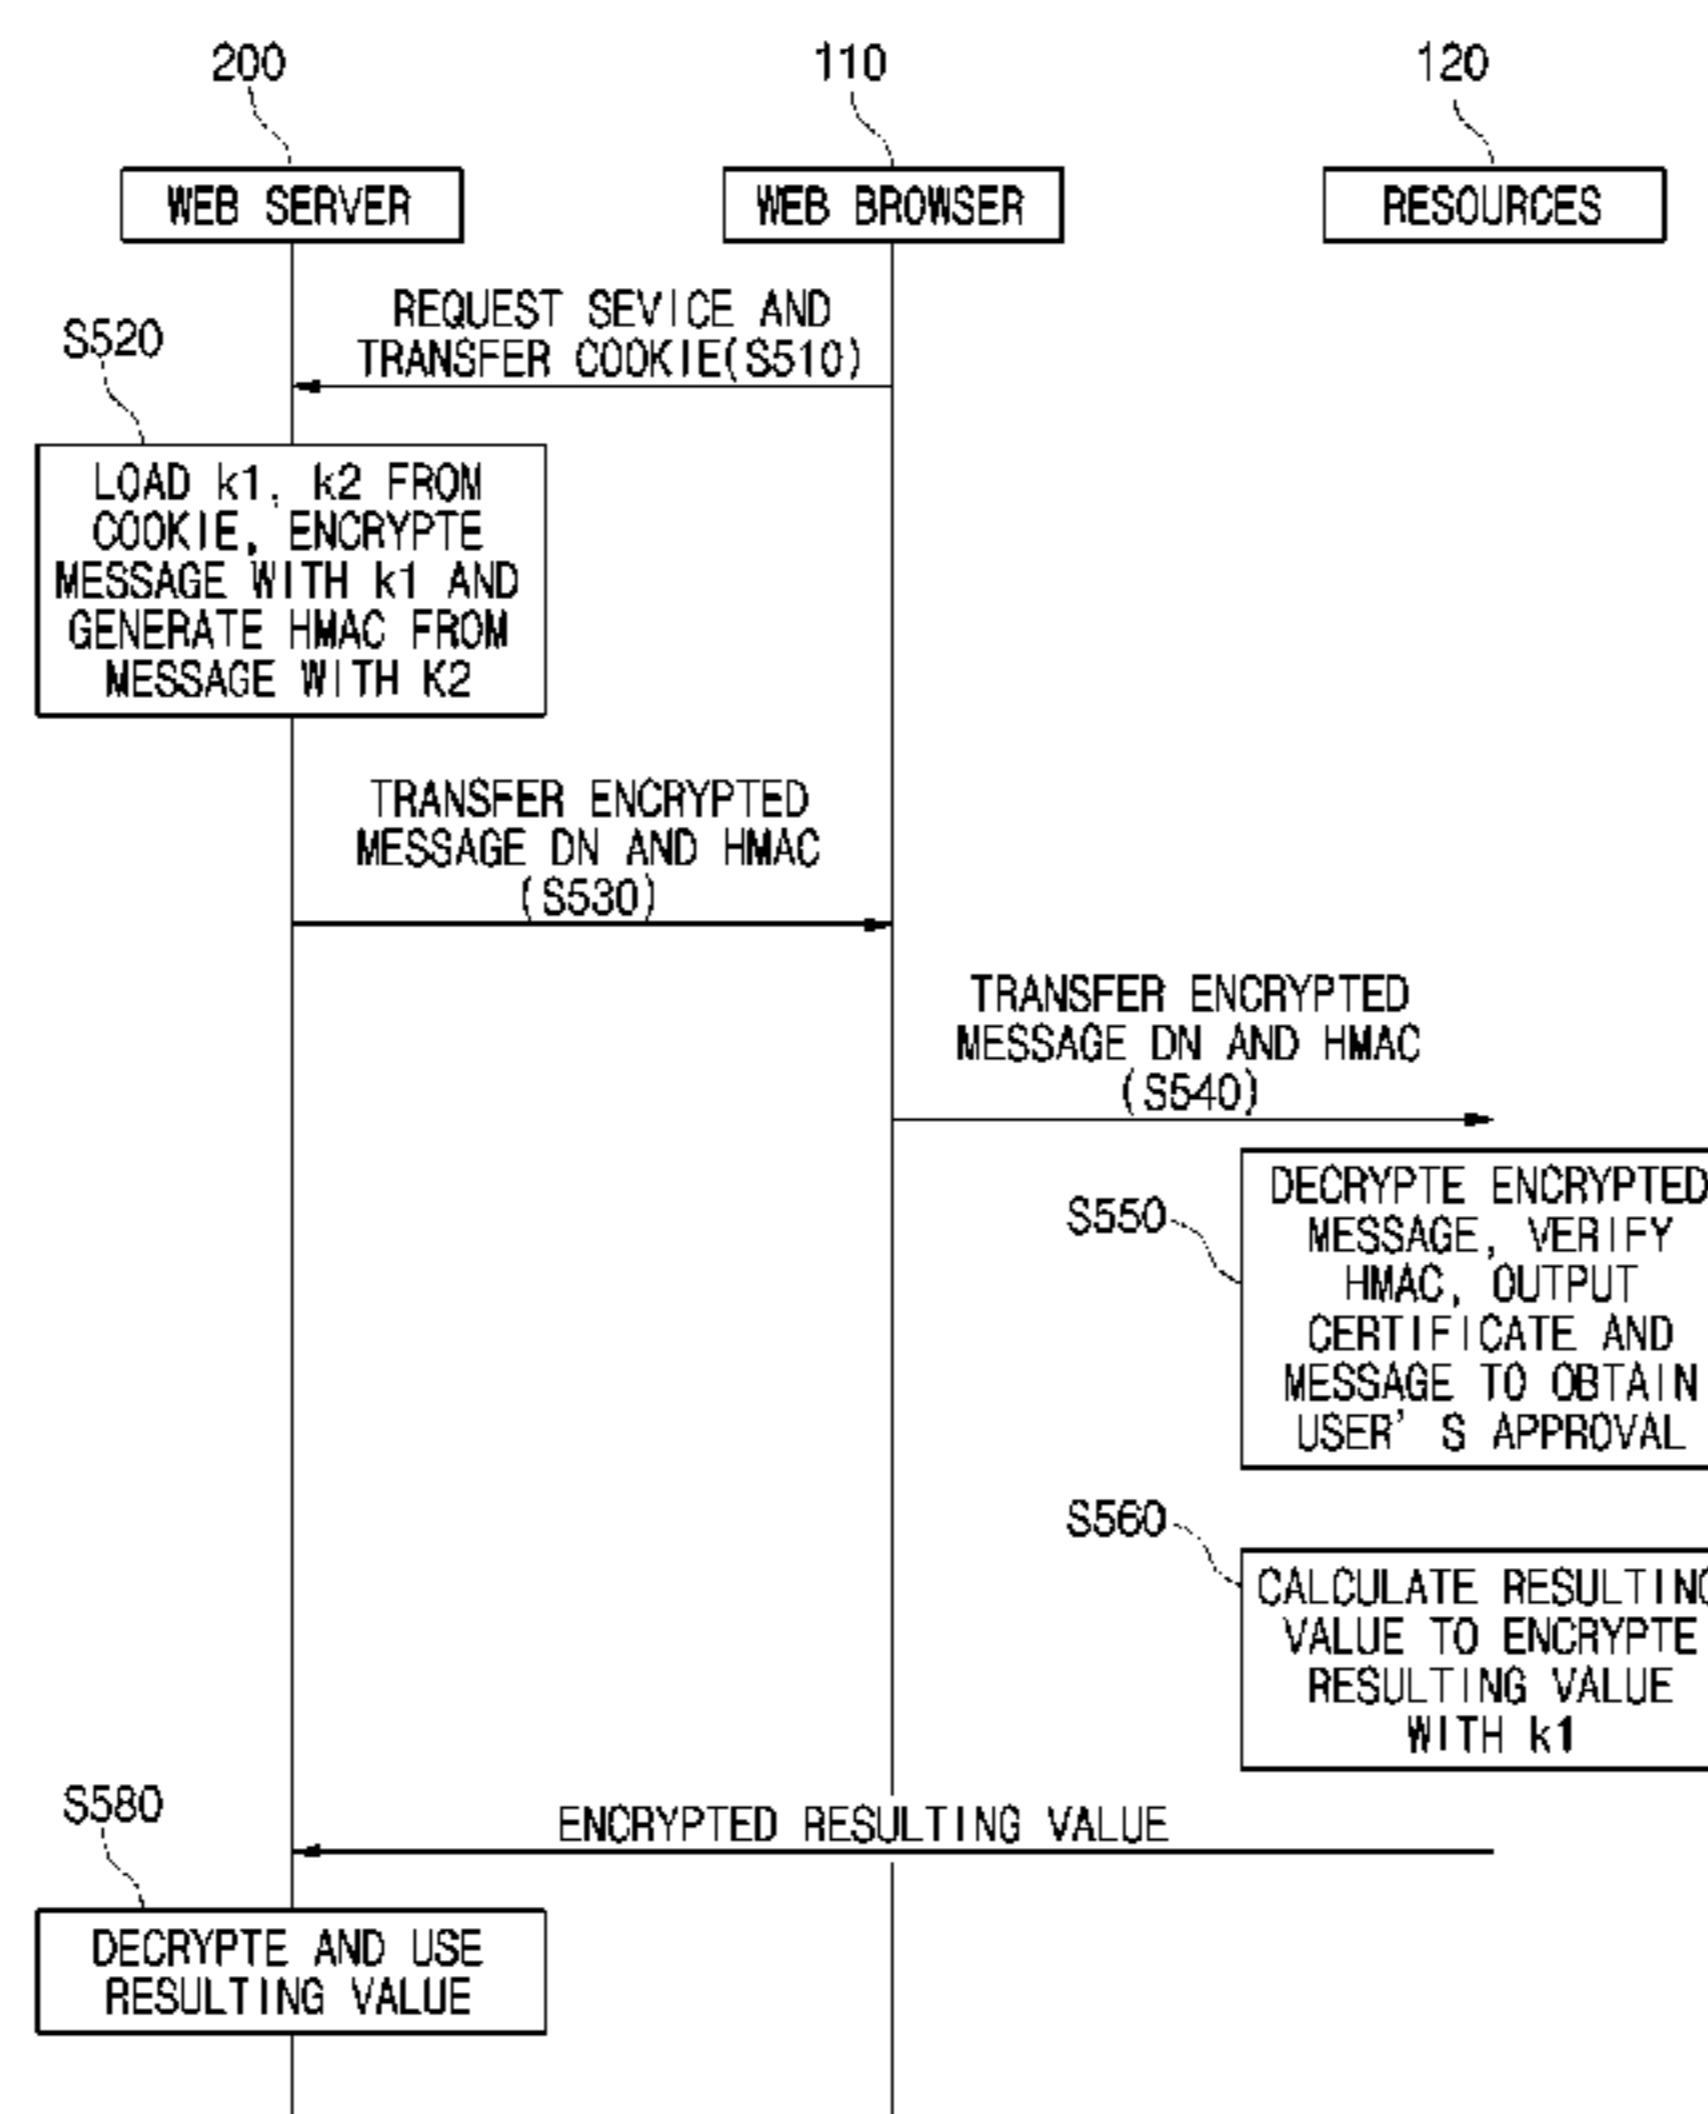 200
110
120
WEB SERVER
WEB BROWSER
RESOURCES
REQUEST SEVICE AND
TRANSFER COOKIE(S510)
S520
LOAD k1, k2 FROM
COOKIE, ENCRYPTE
MESSAGE WITH k1 AND
GENERATE HMAC FROM
MESSAGE WITH K2
TRANSFER ENCRYPTED
MESSAGE DN AND HMAC
(S530)
TRANSFER ENCRYPTED
MESSAGE DN AND HMAC
(S540)
S550
DECRYPTE ENCRYPTED
MESSAGE, VERIFY
HMAC, OUTPUT
CERTIFICATE AND
MESSAGE TO OBTAIN
USER'S APPROVAL
S560
CALCULATE RESULTING
VALUE TO ENCRYPTE
RESULTING VALUE
WITH k1
ENCRYPTED RESULTING VALUE
S580
DECRYPTE AND USE
RESULTING VALUE